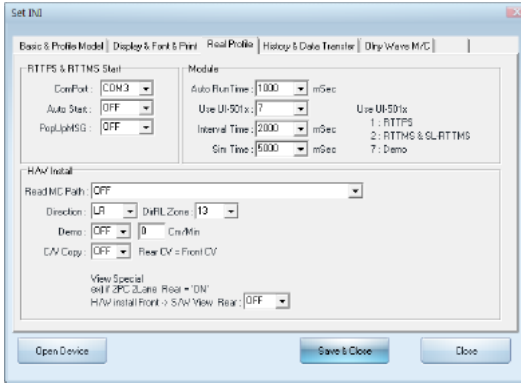 Set INI
Basic & Profile Model | Display & Font & Print | Real Profile | History & Data Transfer | Olny Wave M/C
RTTPS & RTTMS Start
ComPort : COM3
Auto Start : OFF
PopUpMSG : OFF
Module
Auto Run Time : 1000 mSec
Use UI-501x : 7
Interval Time : 2000 mSec
Sim Time : 5000 mSec
Use UI-501x
1 : RTTPS
2 : RTTMS & SL-RTTMS
7 : Demo
H/W Install
Read MC Path : OFF
Direction : LR DirRL Zone : 13
Demo : OFF 0 Cm/Min
C/V Copy : OFF Rear CV = Front CV
View Special
ex) if 2PC 2Lane Rear = 'ON'
H/W install Front -> S/W View Rear : OFF
Open Device
Save & Close
Close